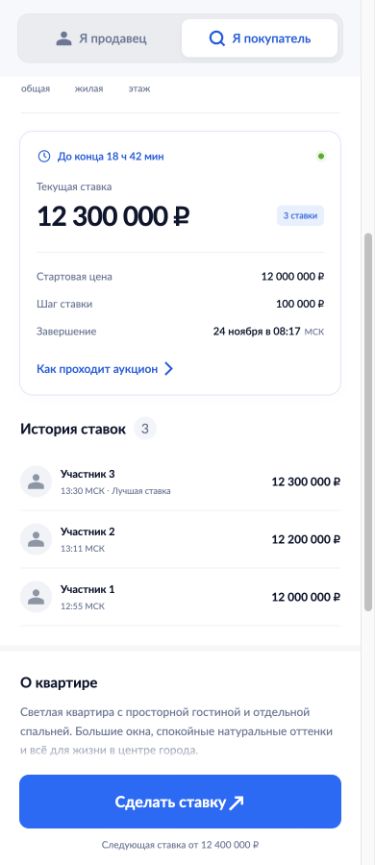 Я продавец Я покупатель
общая жилая этаж
До конца 18 ч 42 мин
Текущая ставка
12 300 000 ₽ 3 ставки
Стартовая цена 12 000 000 ₽
Шаг ставки 100 000 ₽
Завершение 24 ноября в 08:17 МСК
Как проходит аукцион
История ставок 3
Участник 3
13:30 МСК · Лучшая ставка 12 300 000 ₽
Участник 2
13:11 МСК 12 200 000 ₽
Участник 1
12:55 МСК 12 000 000 ₽
О квартире
Светлая квартира с просторной гостиной и отдельной
спальней. Большие окна, спокойные натуральные оттенки
и всё для жизни в центре города.
Сделать ставку
Следующая ставка от 12 400 000 ₽